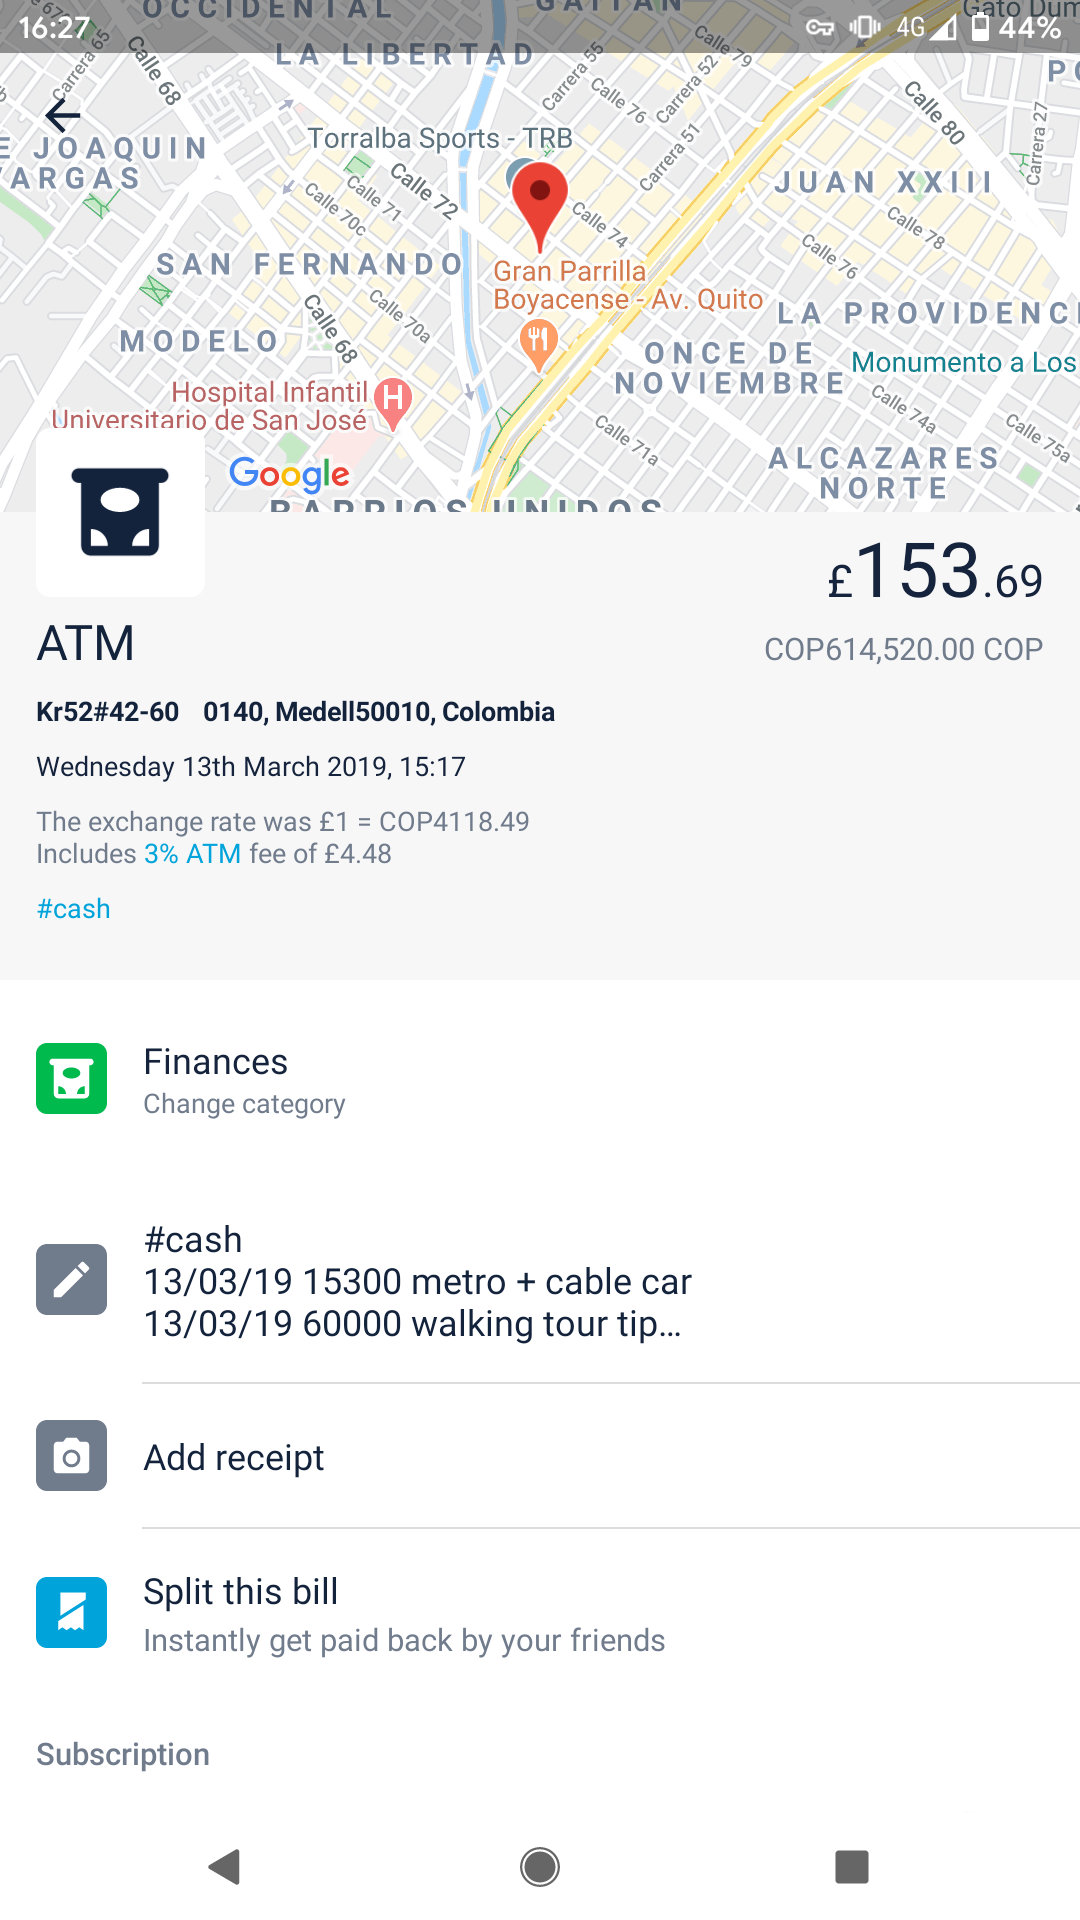 OCCIDENTAL
GAITAN
Gato Dum
16:27
4G
44%
LA LIBERTAD
Carrera 65
Calle 68
Carrera 55
Calle 76
Carrera 52
Calle 79
Carrera 51
Calle 80
Carrera 27
E JOAQUIN
VARGAS
Torralba Sports - TRB
Calle 72
Calle 71
Calle 70c
Calle 74
JUAN XXIII
Calle 78
Calle 76
SAN FERNANDO
Gran Parrilla
Boyacense - Av. Quito
Calle 70a
Calle 68
LA PROVIDENCI
MODELO
ONCE DE
NOVIEMBRE
Monumento a Los
Hospital Infantil
Universitario de San José
H
Calle 74a
Calle 75a
Calle 71a
ALCAZARES
NORTE
Google
BARRIOS UNIDOS
£153.69
ATM
COP614,520.00 COP
Kr52#42-60 0140, Medell50010, Colombia
Wednesday 13th March 2019, 15:17
The exchange rate was £1 = COP4118.49
Includes 3% ATM fee of £4.48
#cash
Finances
Change category
#cash
13/03/19 15300 metro + cable car
13/03/19 60000 walking tour tip...
Add receipt
Split this bill
Instantly get paid back by your friends
Subscription